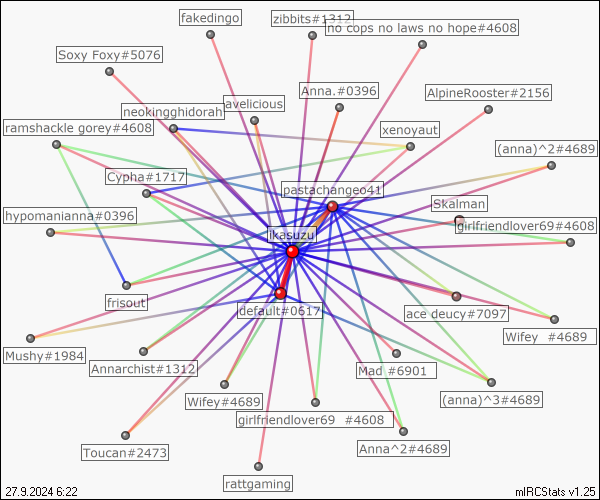 fakedingo
zibbits#1312
no cops no laws no hope#4608
Soxy Foxy#5076
Anna.#0396
AlpineRooster#2156
neokingghidorah
avelicious
ramshackle gorey#4608
xenoyaut
(anna)^2#4689
Cypha#1717
pastachangeo41
Skalman
hypomanianna#0396
girlfriendlover69#4608
ikasuzu
frisout
default#0617
ace deucy#7097
Wifey #4689
Mushy#1984
Annarchist#1312
Mad #6901
Wifey#4689
(anna)^3#4689
girlfriendlover69 #4608
Toucan#2473
Anna^2#4689
rattgaming
27.9.2024 6:22
mIRCStats v1.25